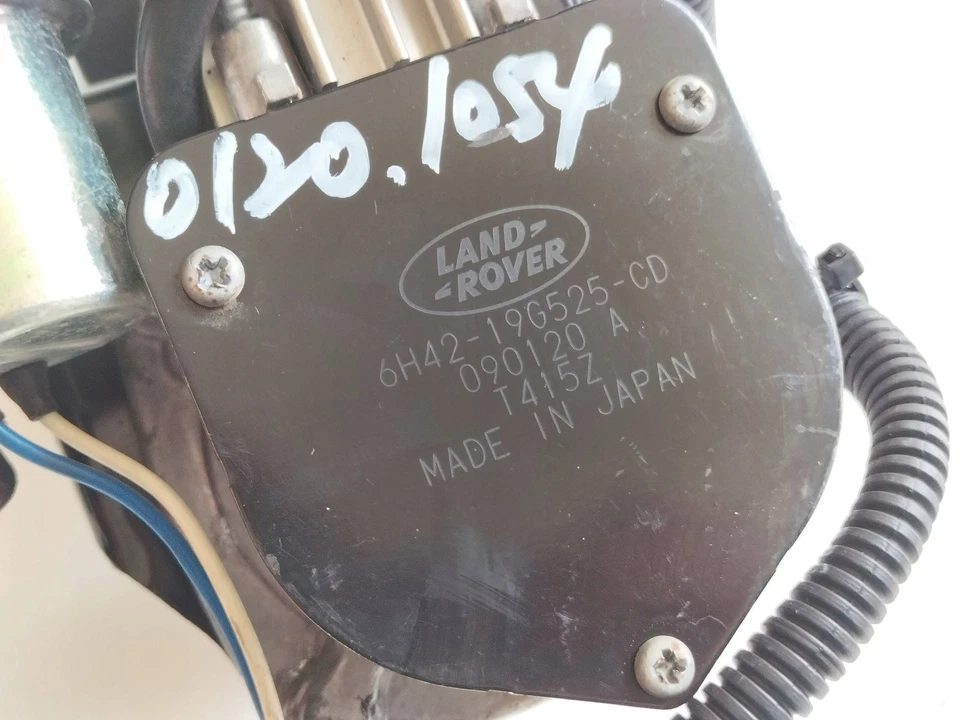 0120.1054
LAND
ROVER
6H42-19G525-CD
090120 A
T415Z
MADE IN JAPAN